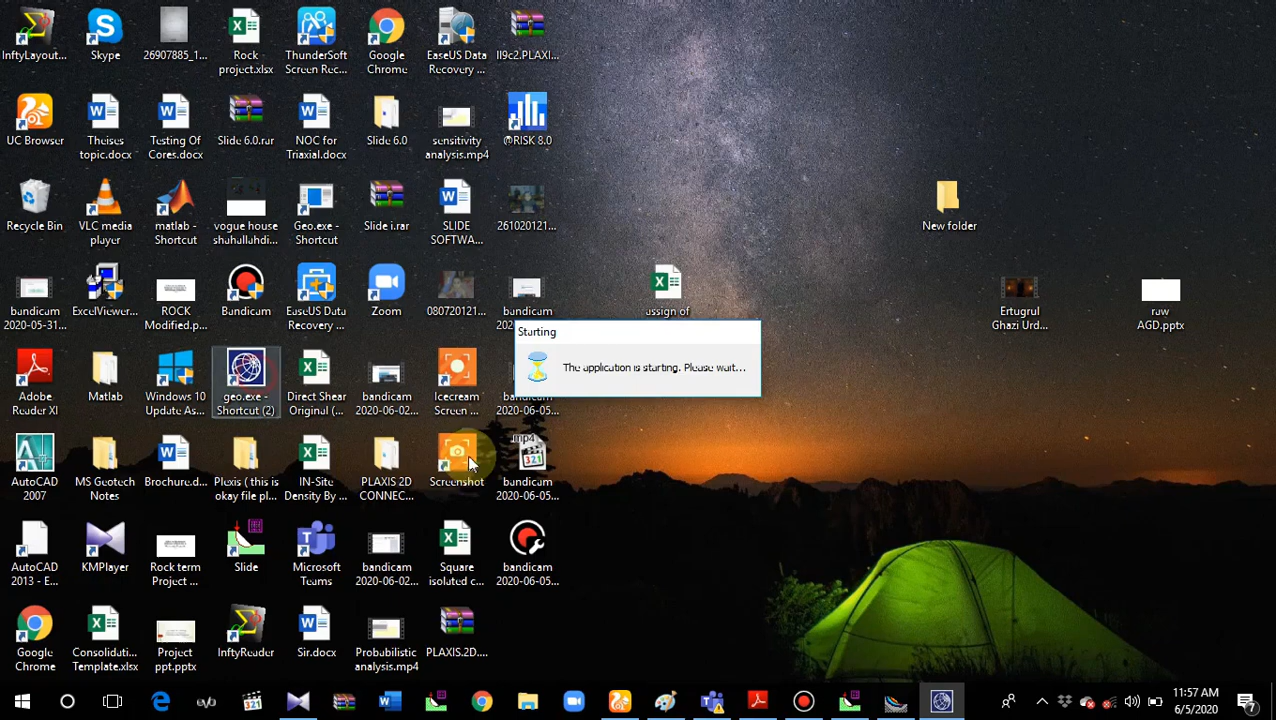 InftyLayout...
Skype
26907885_1...
Rock
project.xlsx
ThunderSoft
Screen Rec...
Google
Chrome
EaseUS Data
Recovery ...
II9c2.PLAXI...
UC Browser
Theises
topic.docx
Testing Of
Cores.docx
Slide 6.0.rar
NOC for
Triaxial.docx
Slide 6.0
sensitivity
analysis.mp4
@RISK 8.0
Recycle Bin
VLC media
player
matlab -
Shortcut
vogue house
shahallahdi...
Geo.exe -
Shortcut
Slide i.rar
SLIDE
SOFTWA...
261020121...
New folder
bandicam
2020-05-31...
ExcelViewer...
ROCK
Modified.p...
Bandicam
EaseUS Data
Recovery ...
Zoom
080720121...
bandicam
assign of
Ertugrul
Ghazi Urd...
raw
AGD.pptx
Starting
The application is starting. Please wait...
Adobe
Reader XI
Matlab
Windows 10
Update As...
geo.exe -
Shortcut (2)
Direct Shear
Original (...
bandicam
2020-06-02...
Icecream
Screen ...
bandicam
2020-06-05...
mp4
AutoCAD
2007
MS Geotech
Notes
Brochure.d...
Plexis ( this is
okay file pl...
IN-Site
Density By ...
PLAXIS 2D
CONNEC...
Screenshot
bandicam
2020-06-05...
AutoCAD
2013 - E...
KMPlayer
Rock term
Project ...
Slide
Microsoft
Teams
bandicam
2020-06-02...
Square
isolated c...
bandicam
2020-06-05...
Google
Chrome
Consolidati...
Template.xlsx
Project
ppt.pptx
InftyReader
Sir.docx
Probubilistic
analysis.mp4
PLAXIS.2D....
11:57 AM
6/5/2020
7